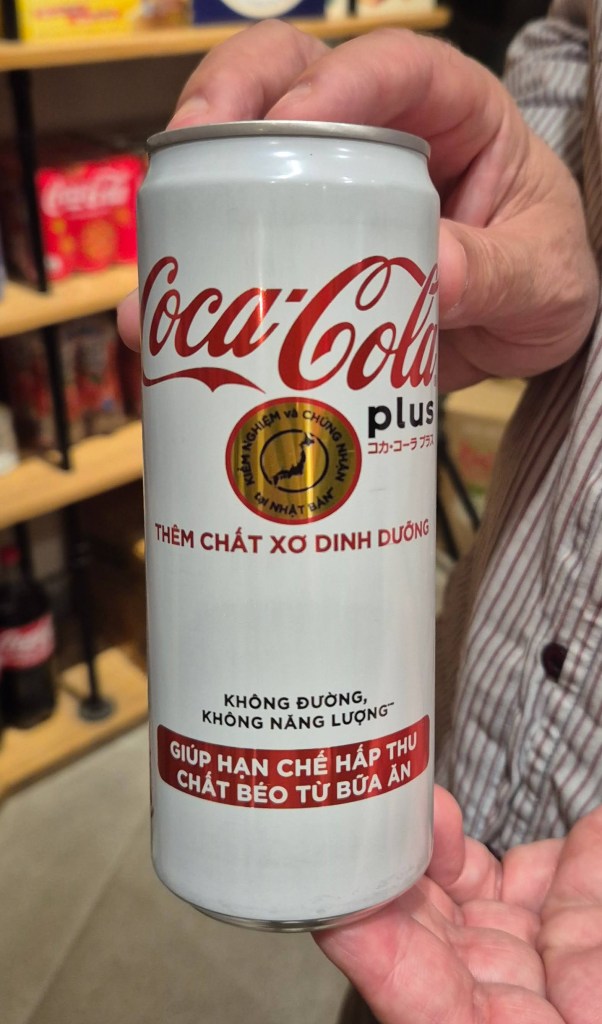 Coca-Cola
plus
コカ・コーラ プラス
KIỂM NGHIỆM và CHỨNG NHẬN
tại NHẬT BẢN
THÊM CHẤT XƠ DINH DƯỠNG
KHÔNG ĐƯỜNG,
KHÔNG NĂNG LƯỢNG
GIÚP HẠN CHẾ HẤP THU
CHẤT BÉO TỪ BỮA ĂN
Coca-Cola